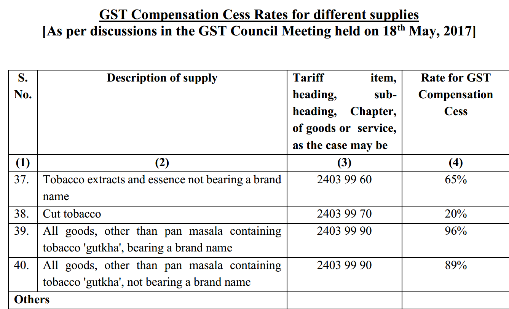 GST Compensation Cess Rates for different supplies
[As per discussions in the GST Council Meeting held on 18th May, 2017]
S. No. Description of supply Tariff item, heading, sub-heading, Chapter, of goods or service, as the case may be Rate for GST Compensation Cess
(1) (2) (3) (4)
37. Tobacco extracts and essence not bearing a brand name 2403 99 60 65%
38. Cut tobacco 2403 99 70 20%
39. All goods, other than pan masala containing tobacco 'gutkha', bearing a brand name 2403 99 90 96%
40. All goods, other than pan masala containing tobacco 'gutkha', not bearing a brand name 2403 99 90 89%
Others